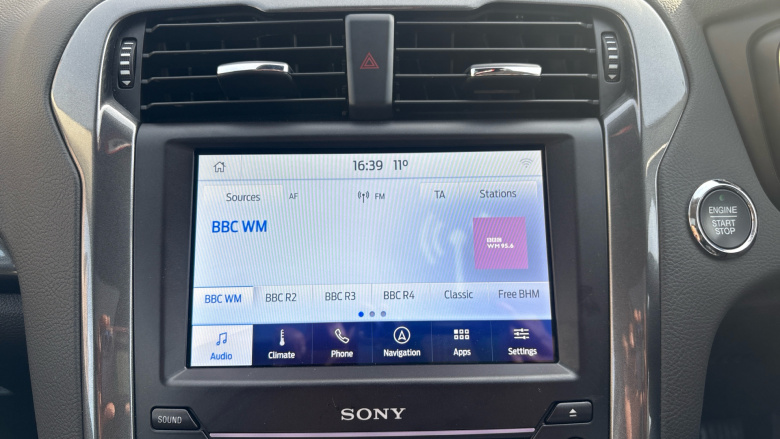 16:39 11º
Sources AF FM TA Stations
BBC WM
BBC
WM 95.6
BBC WM BBC R2 BBC R3 BBC R4 Classic Free BHM
Audio Climate Phone Navigation Apps Settings
ENGINE
START
STOP
SOUND
SONY